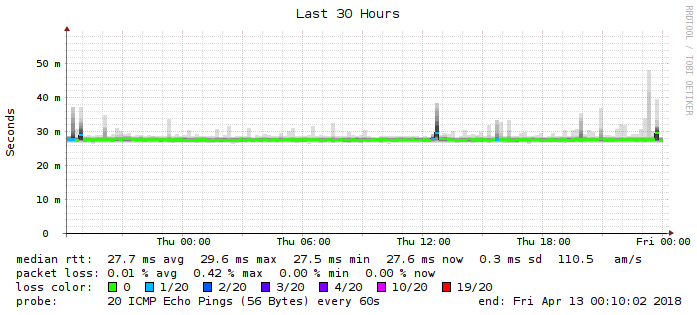 Last 30 Hours
RRDTOOL / TOBI OETIKER
Seconds
50 m
40 m
30 m
20 m
10 m
0
Thu 00:00 Thu 06:00 Thu 12:00 Thu 18:00 Fri 00:00
median rtt: 27.7 ms avg 29.6 ms max 27.5 ms min 27.6 ms now 0.3 ms sd 110.5 am/s
packet loss: 0.01 % avg 0.42 % max 0.00 % min 0.00 % now
loss color: 0 1/20 2/20 3/20 4/20 10/20 19/20
probe: 20 ICMP Echo Pings (56 Bytes) every 60s end: Fri Apr 13 00:10:02 2018